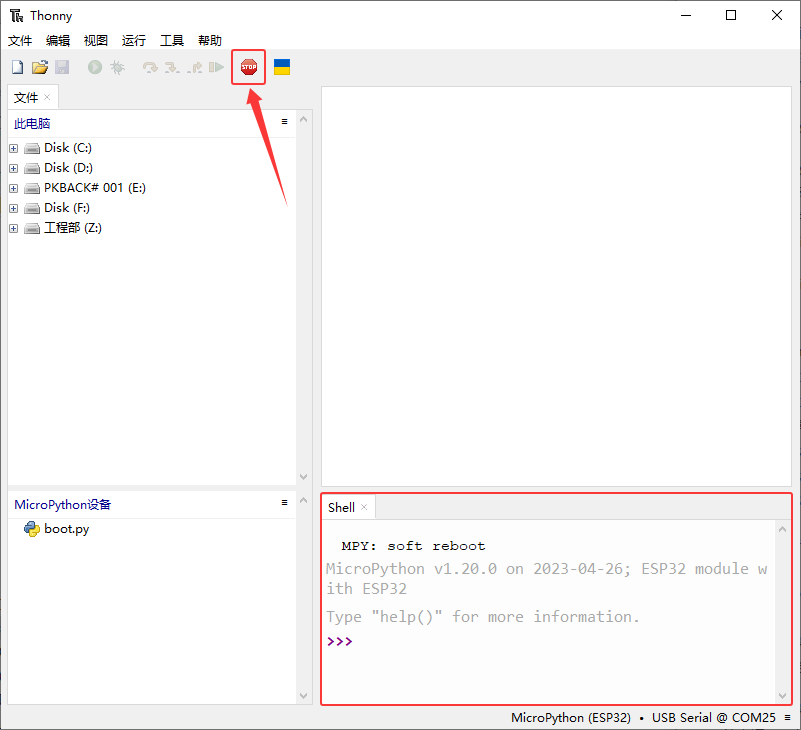 Thonny
文件 编辑 视图 运行 工具 帮助
STOP
文件
此电脑
Disk (C:)
Disk (D:)
PKBACK# 001 (E:)
Disk (F:)
工程部 (Z:)
MicroPython设备
boot.py
Shell
MPY: soft reboot
MicroPython v1.20.0 on 2023-04-26; ESP32 module w
ith ESP32
Type "help()" for more information.
>>>
MicroPython (ESP32) • USB Serial @ COM25